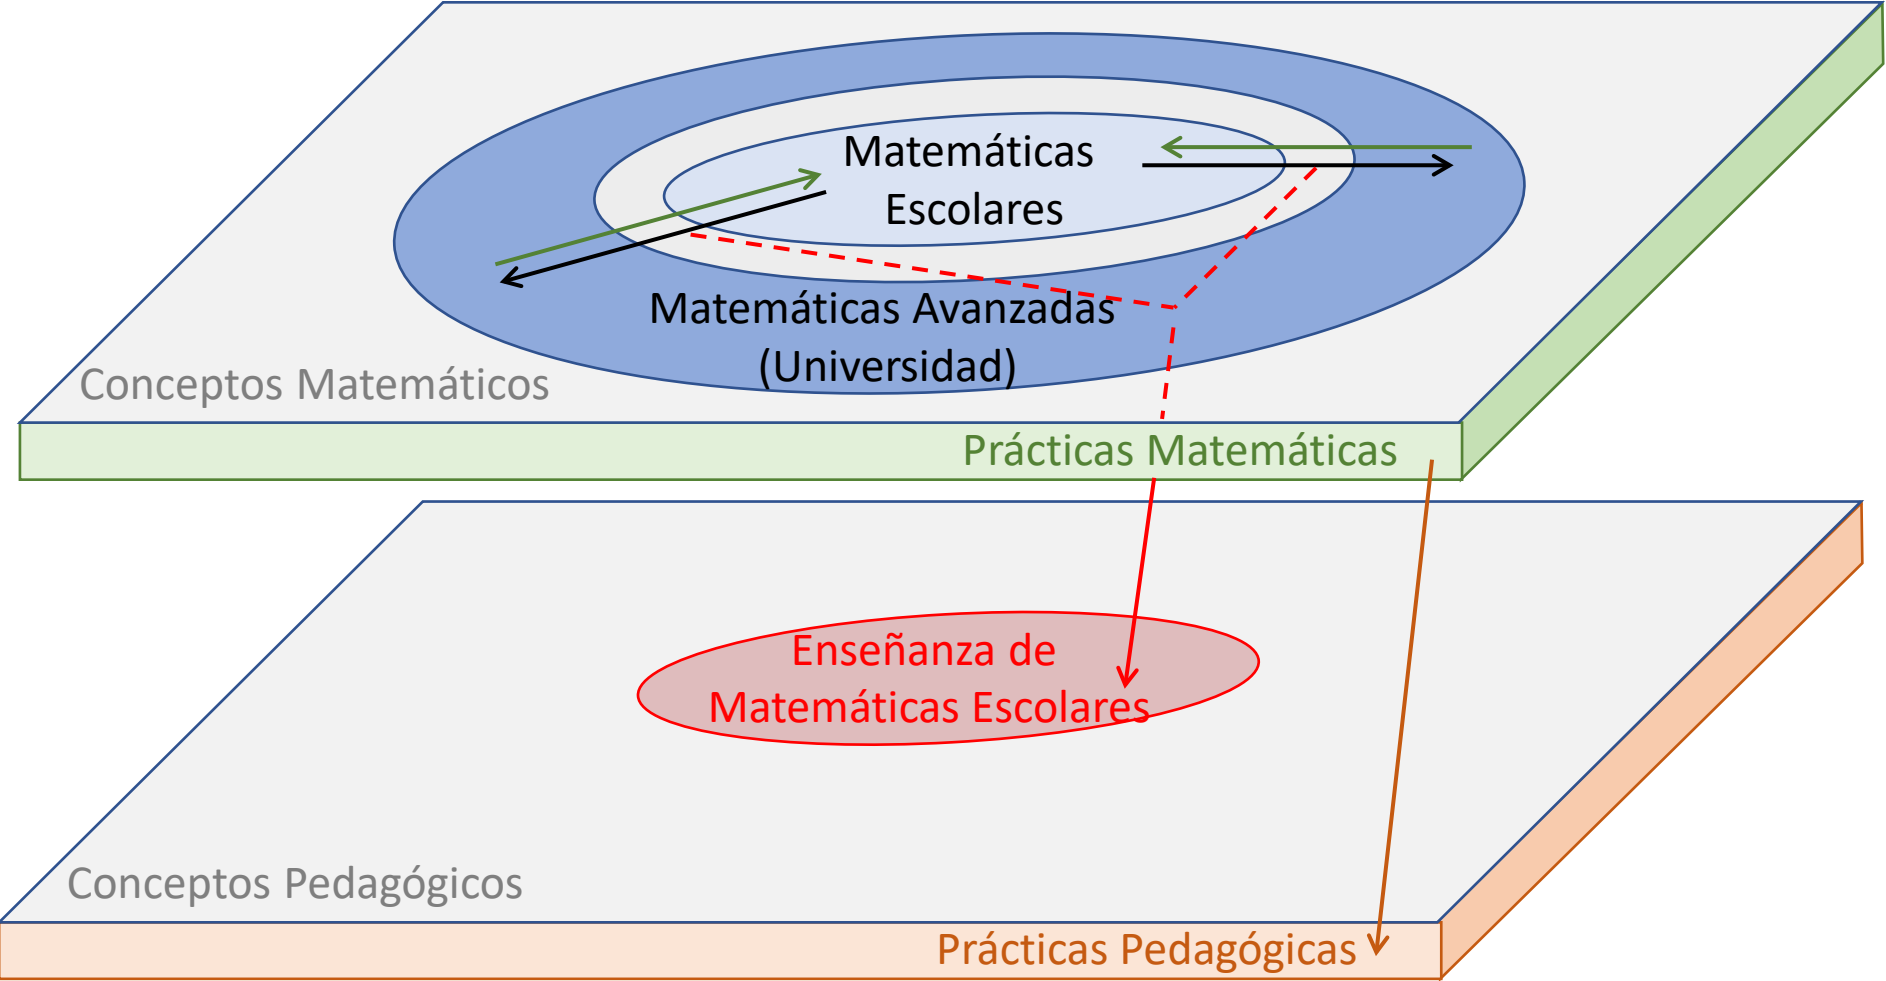 Matemáticas
Escolares
Matemáticas Avanzadas
(Universidad)
Conceptos Matemáticos
Prácticas Matemáticas
Enseñanza de
Matemáticas Escolares
Conceptos Pedagógicos
Prácticas Pedagógicas